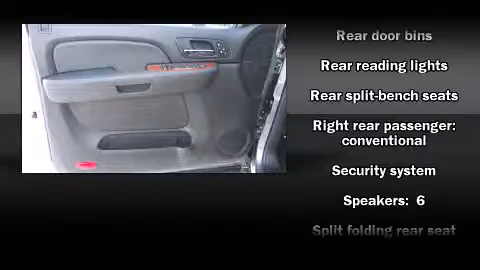 Rear door bins
Rear reading lights
Rear split-bench seats
Right rear passenger:
conventional
Security system
Speakers: 6
Split folding rear seat